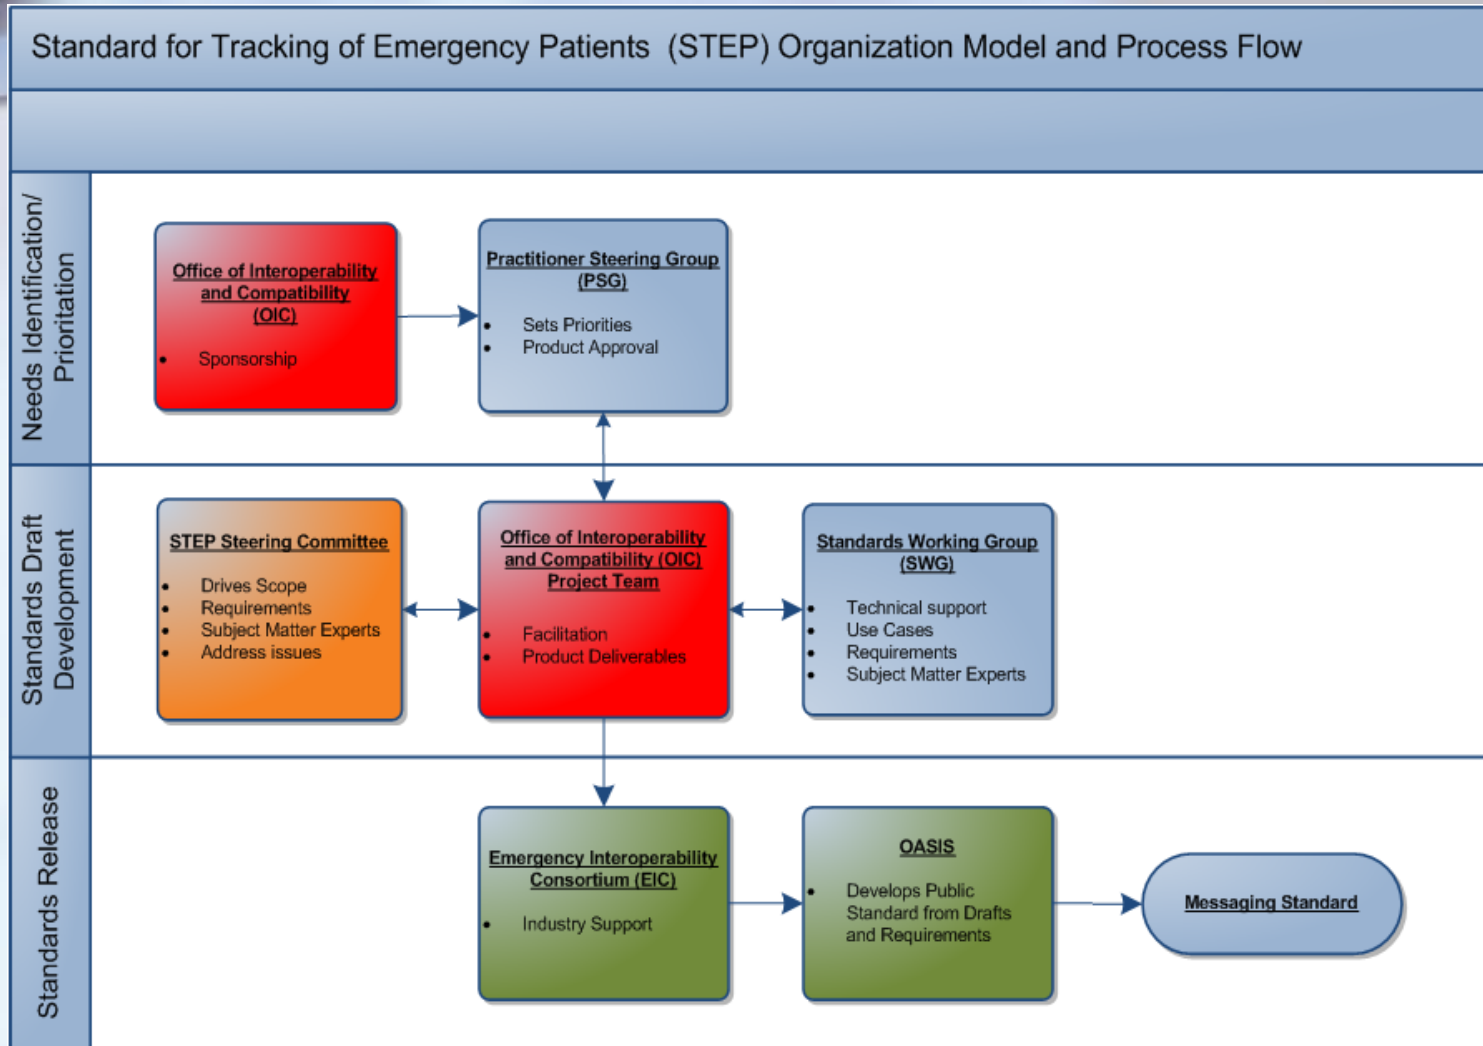 Standard for Tracking of Emergency Patients (STEP) Organization Model and Process Flow
Needs Identification/
Prioritation
Office of Interoperability
and Compatibility
(OIC)
• Sponsorship
Practitioner Steering Group
(PSG)
• Sets Priorities
• Product Approval
Standards Draft
Development
STEP Steering Committee
• Drives Scope
• Requirements
• Subject Matter Experts
• Address issues
Office of Interoperability
and Compatibility (OIC)
Project Team
• Facilitation
• Product Deliverables
Standards Working Group
(SWG)
• Technical support
• Use Cases
• Requirements
• Subject Matter Experts
Standards Release
Emergency Interoperability
Consortium (EIC)
• Industry Support
OASIS
• Develops Public
Standard from Drafts
and Requirements
Messaging Standard